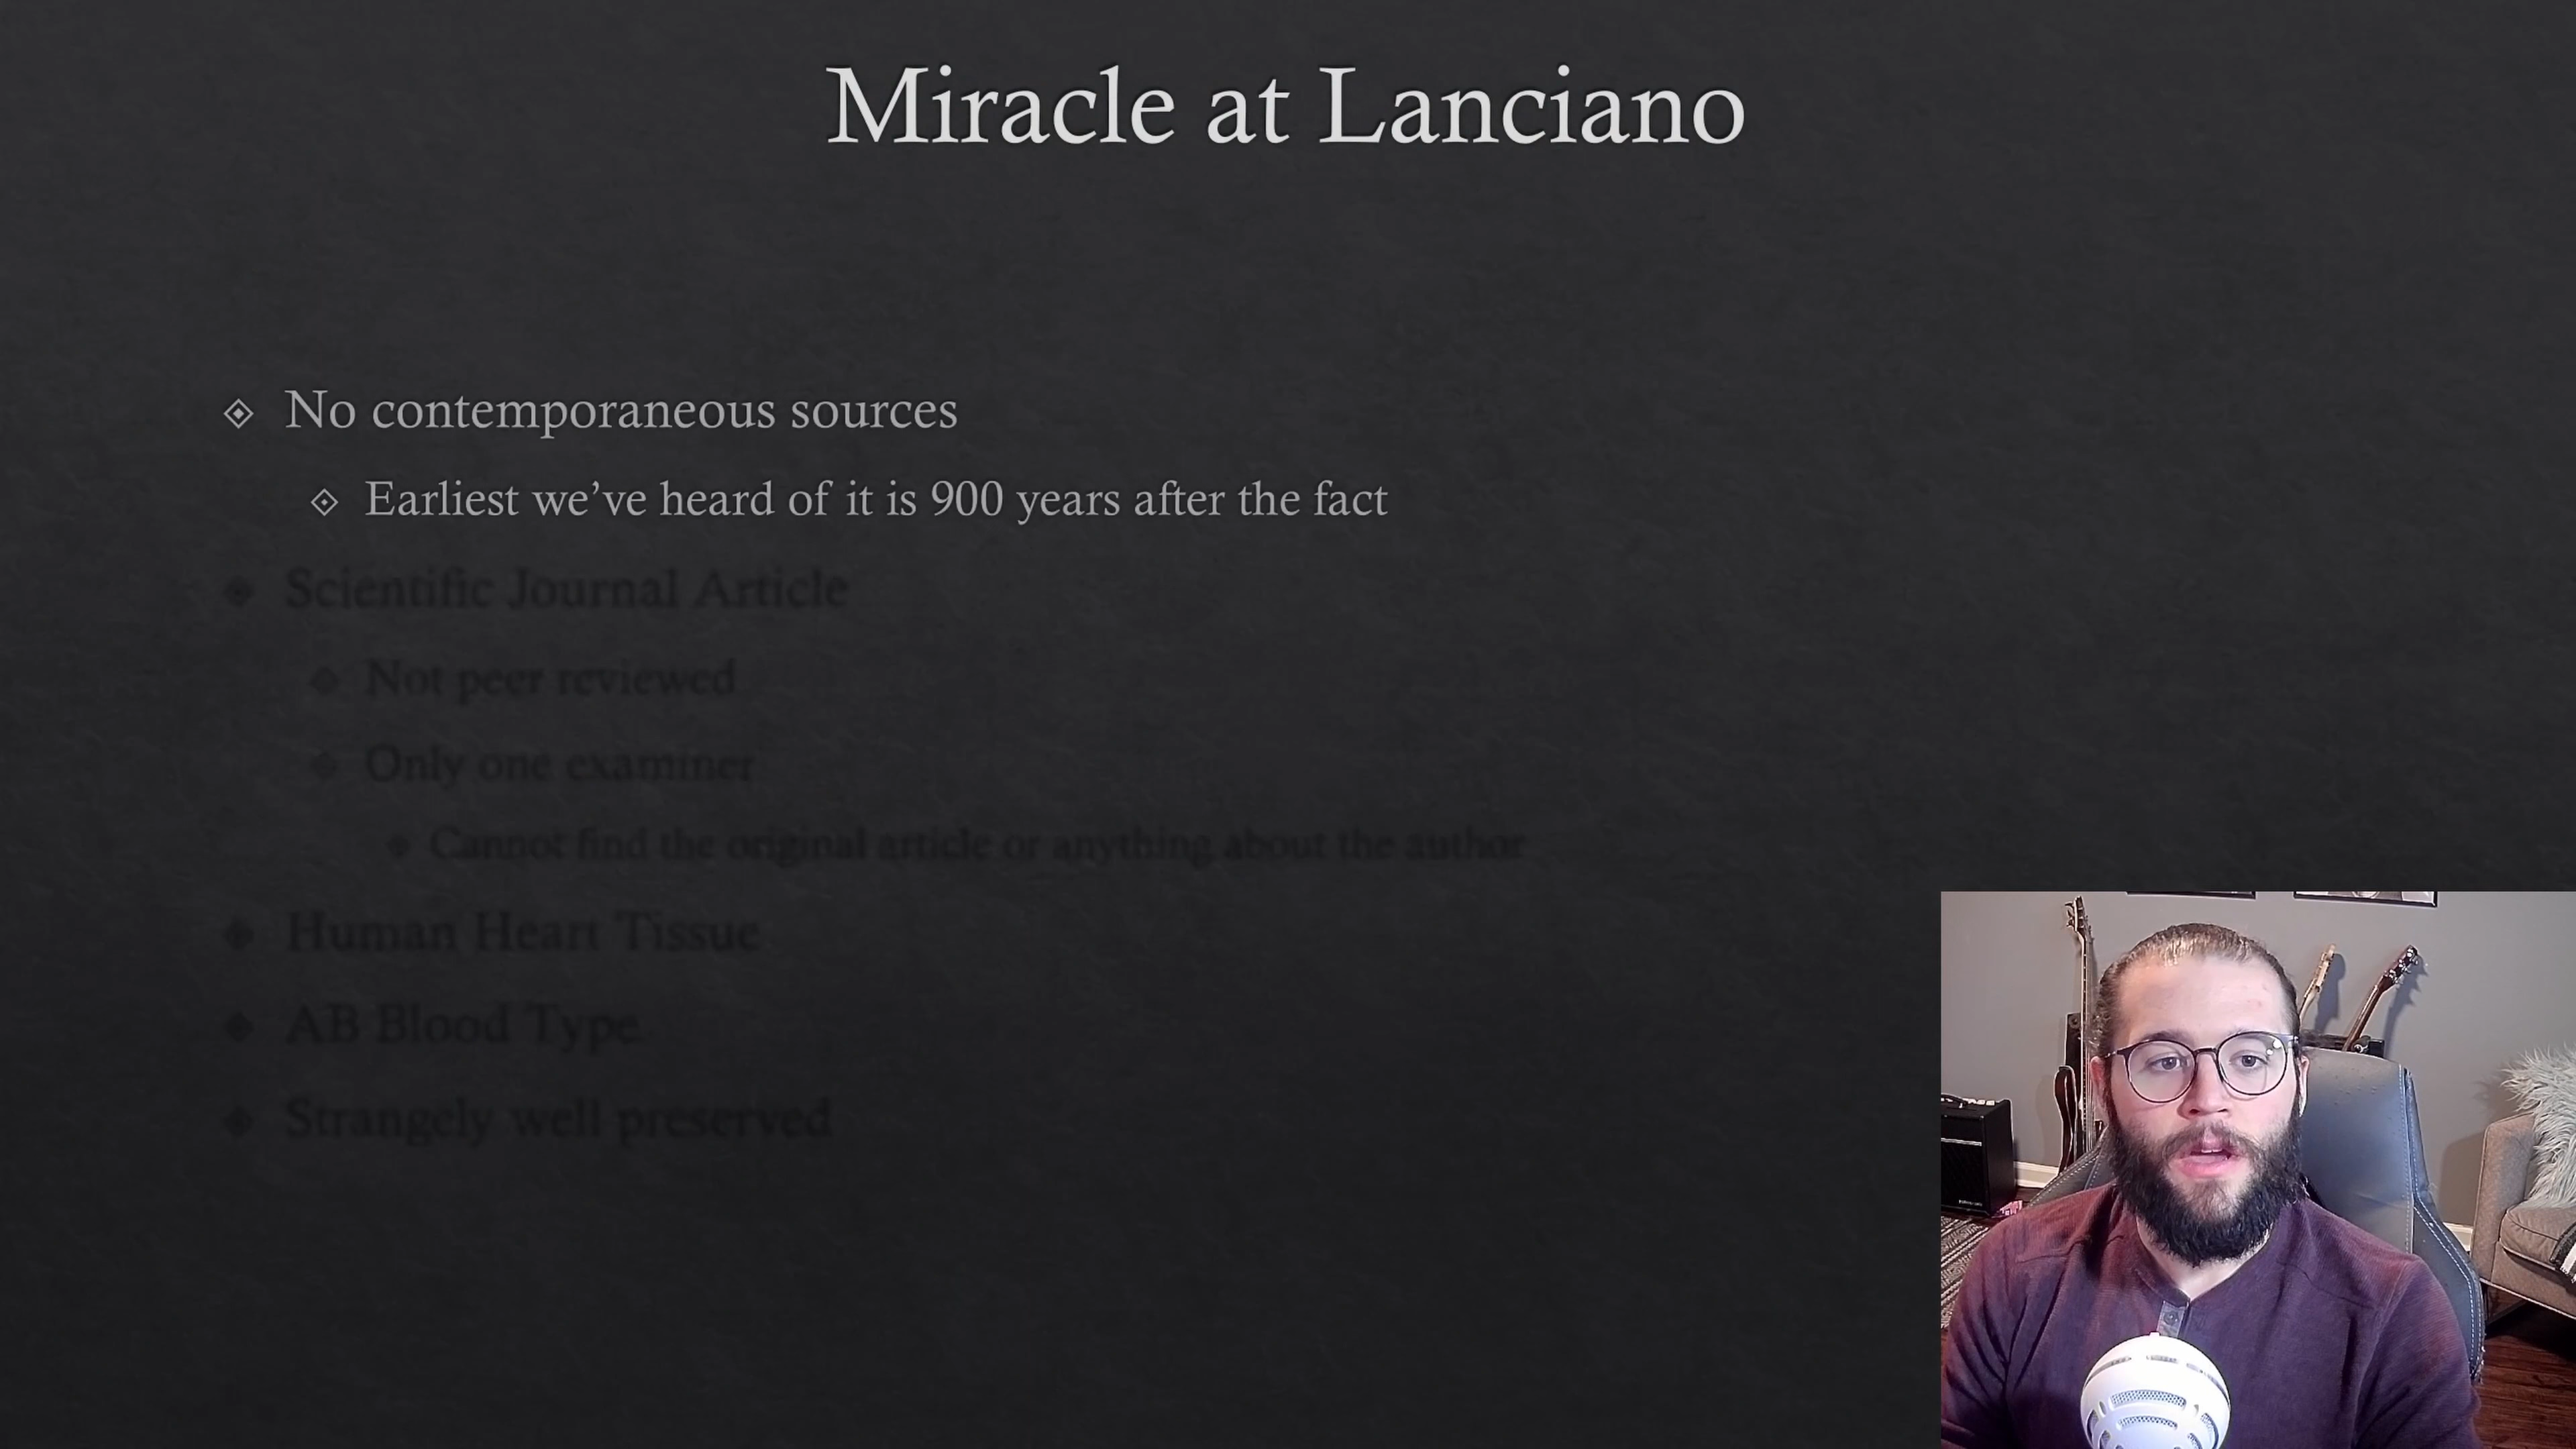 Miracle at Lanciano
No contemporaneous sources
Earliest we’ve heard of it is 900 years after the fact
Scientific Journal Article
Not peer reviewed
Only one examiner
Cannot find the original article or anything about the author
Human Heart Tissue
AB Blood Type
Strangely well preserved